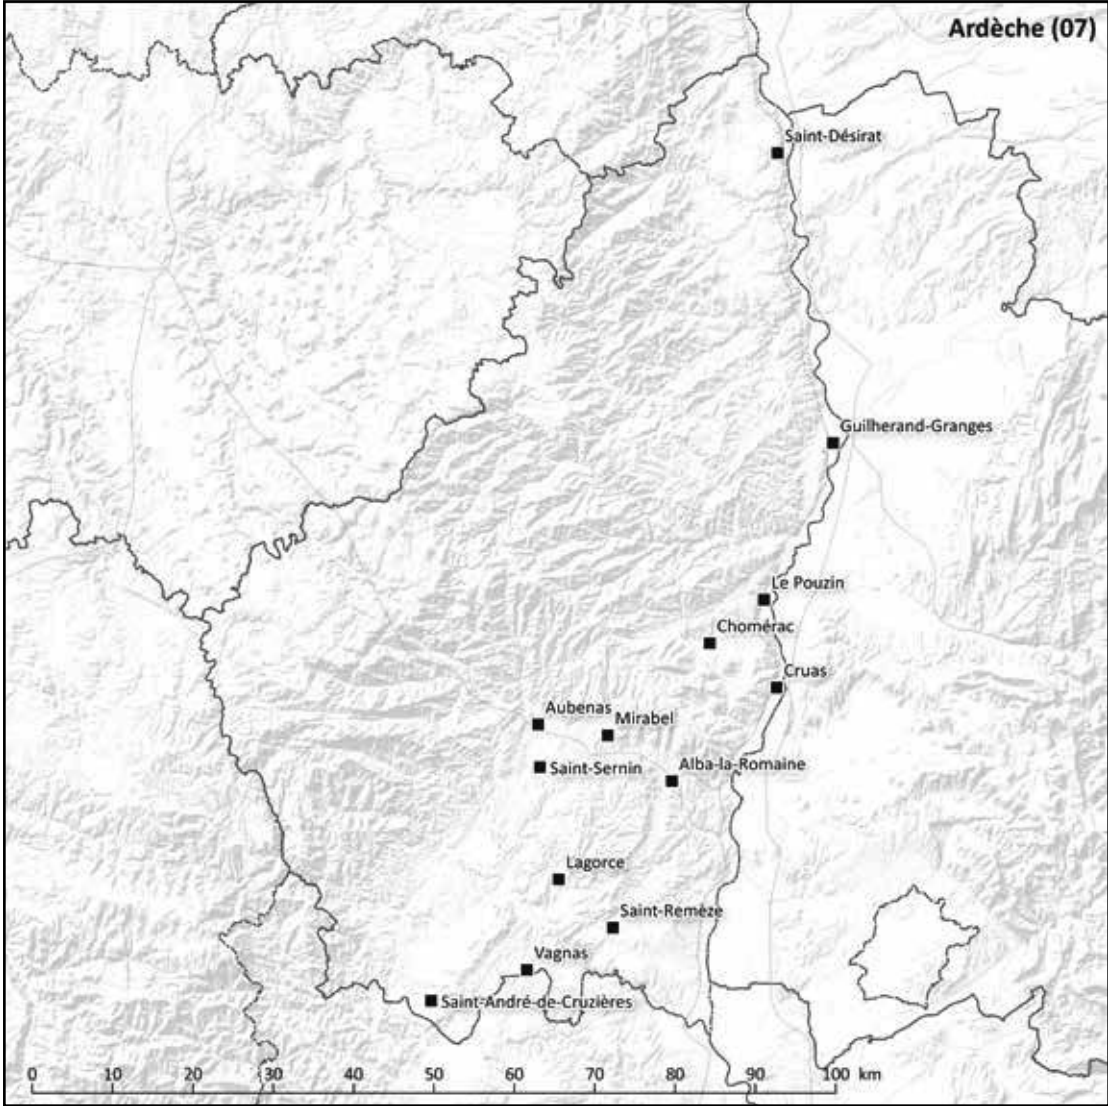 Ardèche (07)
Saint-Désirat
Guilherand-Granges
Le Pouzin
Chomérac
Cruas
Aubenas
Mirabel
Saint-Sernin
Alba-la-Romaine
Lagorce
Saint-Remèze
Vagnas
Saint-André-de-Cruzières
0 10 20 30 40 50 60 70 80 90 100 km